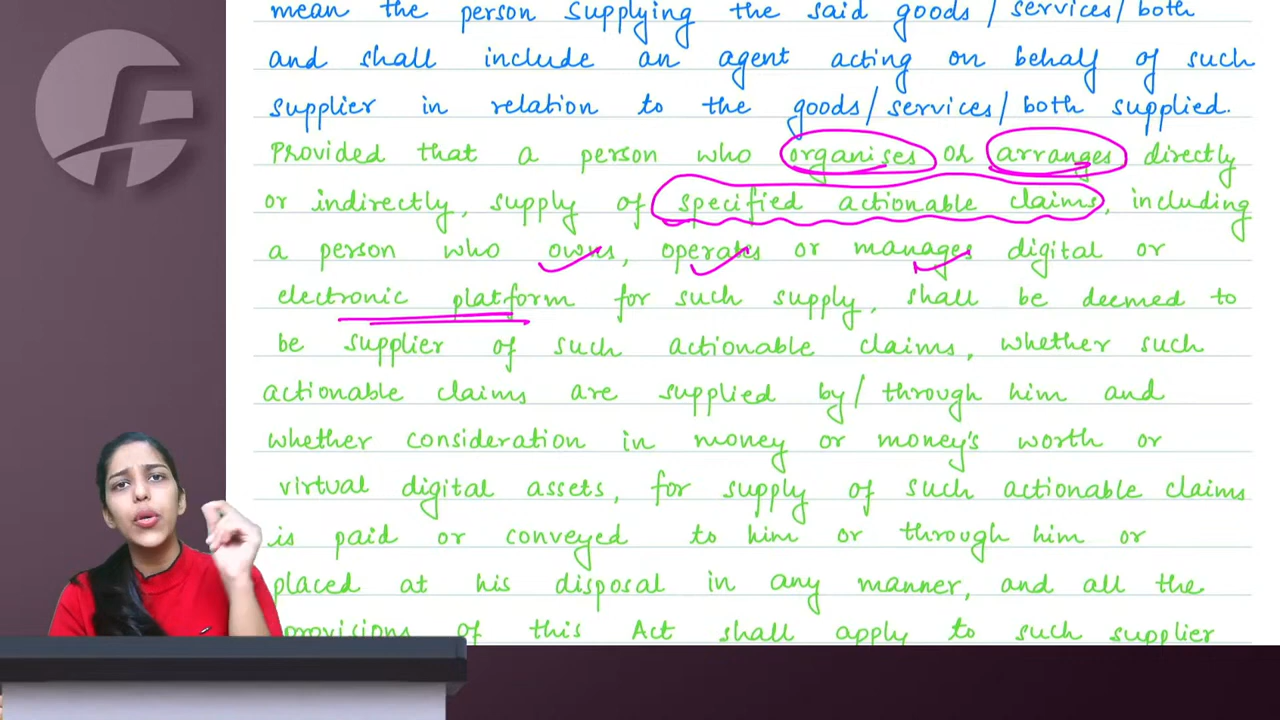 mean the person supplying the said goods/services/both
and shall include an agent acting on behalf of such
supplier in relation to the goods/services/both supplied.
Provided that a person who organises or arranges directly
or indirectly, supply of specified actionable claims, including
a person who owns, operates or manages digital or
electronic platform for such supply, shall be deemed to
be supplier of such actionable claims, whether such
actionable claims are supplied by/through him and
whether consideration in money or money's worth or
virtual digital assets, for supply of such actionable claims
is paid or conveyed to him or through him or
placed at his disposal in any manner, and all the
provisions of this Act shall apply to such supplier